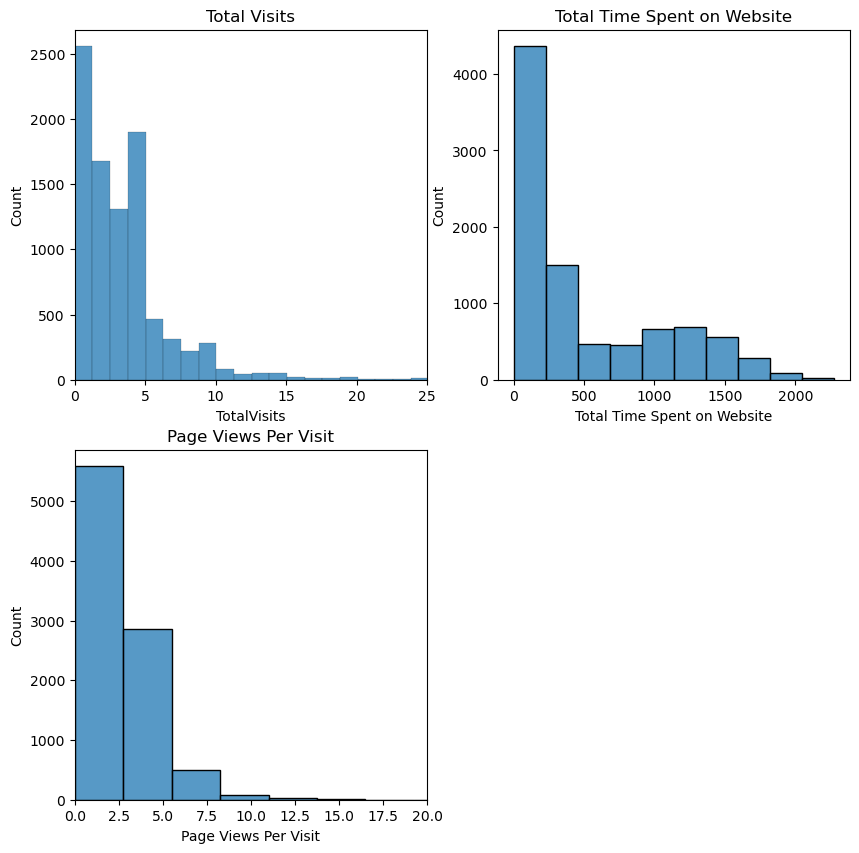 Total Visits
2500
2000
1500
1000
500
0
Count
0 5 10 15 20 25
TotalVisits
Total Time Spent on Website
4000
3000
2000
1000
0
Count
0 500 1000 1500 2000
Total Time Spent on Website
Page Views Per Visit
5000
4000
3000
2000
1000
0
Count
0.0 2.5 5.0 7.5 10.0 12.5 15.0 17.5 20.0
Page Views Per Visit